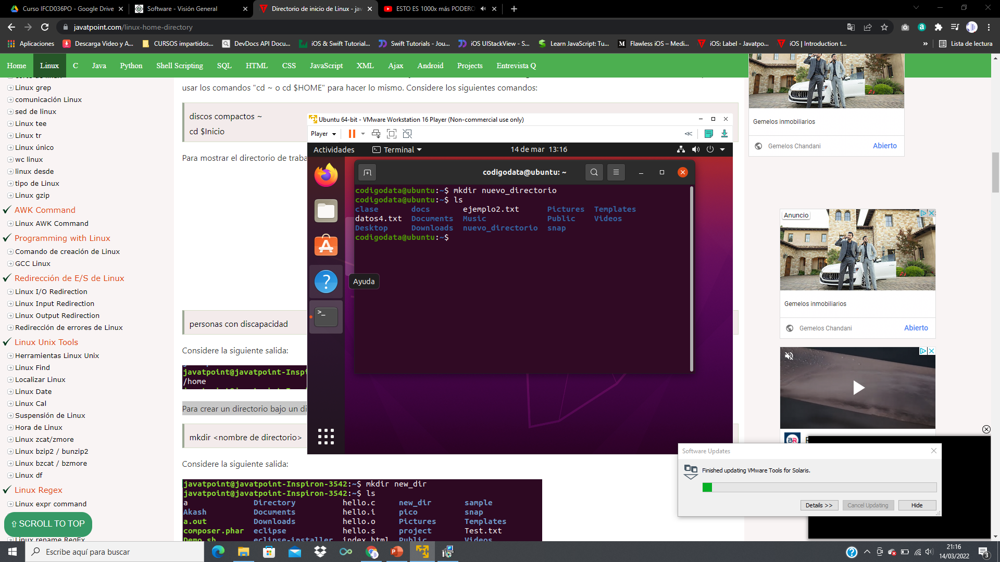 Curso IFCD036PO - Google Drive
Software - Visión General
Directorio de inicio de Linux - jav
ESTO ES 1000x más PODERO
javatpoint.com/linux-home-directory
Aplicaciones
Descarga Video y A...
CURSOS impartidos...
DevDocs API Docu...
iOS & Swift Tutorial...
Swift Tutorials - Jou...
iOS UIStackView - S...
Learn JavaScript: Tu...
Flawless iOS – Medi...
iOS: Label - Javatpo...
iOS | Introduction t...
»
Lista de lectura
Home
Linux
C
Java
Python
Shell Scripting
SQL
HTML
CSS
JavaScript
XML
Ajax
Android
Projects
Entrevista Q
Linux grep
comunicación Linux
sed de linux
Linux tee
Linux tr
Linux único
wc linux
linux desde
tipo de Linux
Linux gzip
AWK Command
Linux AWK Command
Programming with Linux
Comando de creación de Linux
GCC Linux
Redirección de E/S de Linux
Linux I/O Redirection
Linux Input Redirection
Linux Output Redirection
Redirección de errores de Linux
Linux Unix Tools
Herramientas Linux Unix
Linux Find
Localizar Linux
Linux Date
Linux Cal
Suspensión de Linux
Hora de Linux
Linux zcat/zmore
Linux bzip2 / bunzip2
Linux bzcat / bzmore
Linux df
Linux Regex
Linux expr command
⇧ SCROLL TO TOP
Linux rename RegEx
usar los comandos "cd ~ o cd $HOME" para hacer lo mismo. Considere los siguientes comandos:
discos compactos ~
cd $Inicio
Para mostrar el directorio de traba
personas con discapacidad
Considere la siguiente salida:
javatpoint@javatpoint-Inspi
/home
Para crear un directorio bajo un di
mkdir <nombre de directorio>
Considere la siguiente salida:
javatpoint@javatpoint-Inspiron-3542:~$ mkdir new_dir
javatpoint@javatpoint-Inspiron-3542:~$ ls
a Directory hello.c new_dir sample
Akash Documents hello.i pico snap
a.out Downloads hello.o Pictures Templates
composer.phar eclipse hello.s project Test.txt
Demo.sh eclipse-installer index.html Public Videos
Ubuntu 64-bit - VMware Workstation 16 Player (Non-commercial use only)
Player
Actividades
Terminal
14 de mar 13:16
codigodata@ubuntu: ~
codigodata@ubuntu:~$ mkdir nuevo_directorio
codigodata@ubuntu:~$ ls
clase docs ejemplo2.txt Pictures Templates
datos4.txt Documents Music Public Videos
Desktop Downloads nuevo_directorio snap
codigodata@ubuntu:~$
Ayuda
Gemelos inmobiliarios
Gemelos Chandani
Abierto
Anuncio
Gemelos inmobiliarios
Gemelos Chandani
Abierto
BR
Software Updates
Finished updating VMware Tools for Solaris.
Details >>
Cancel Updating
Hide
Escribe aquí para buscar
21:16
14/03/2022
3